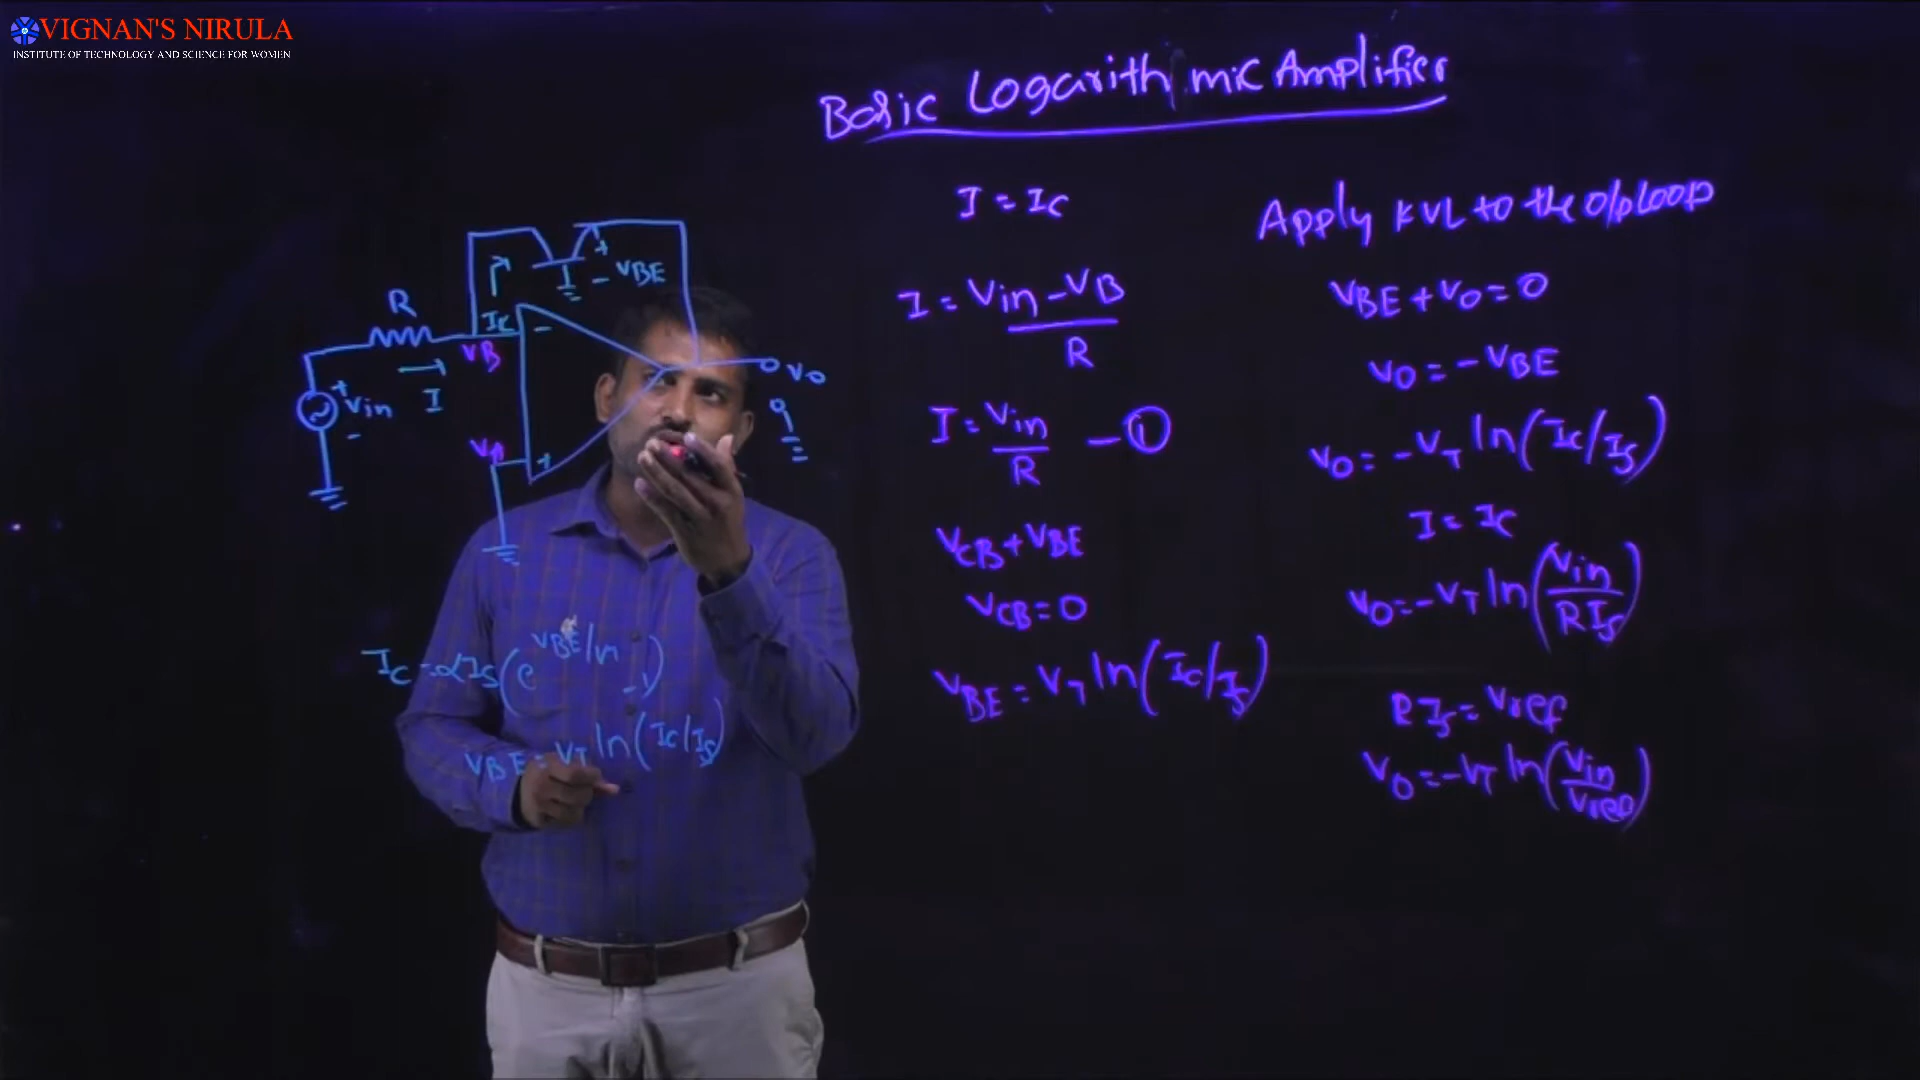 VIGNAN'S NIRULA
INSTITUTE OF TECHNOLOGY AND SCIENCE FOR WOMEN
Basic Logarithmic Amplifier
R
IC
VB
I
+
Vin
-
VA
-
+
+
- VBE
Vo
IC = αIS(e^VBE/VT - 1)
VBE = VT ln(IC/IS)
I = IC
I = Vin - VB / R
I = Vin / R - ①
VCB + VBE
VCB = 0
VBE = VT ln(IC/IS)
Apply KVL to the O/p loop
VBE + Vo = 0
Vo = - VBE
Vo = - VT ln(IC/IS)
I = IC
Vo = - VT ln(Vin / R IS)
R IS = Vref
Vo = - VT ln(Vin / Vref)